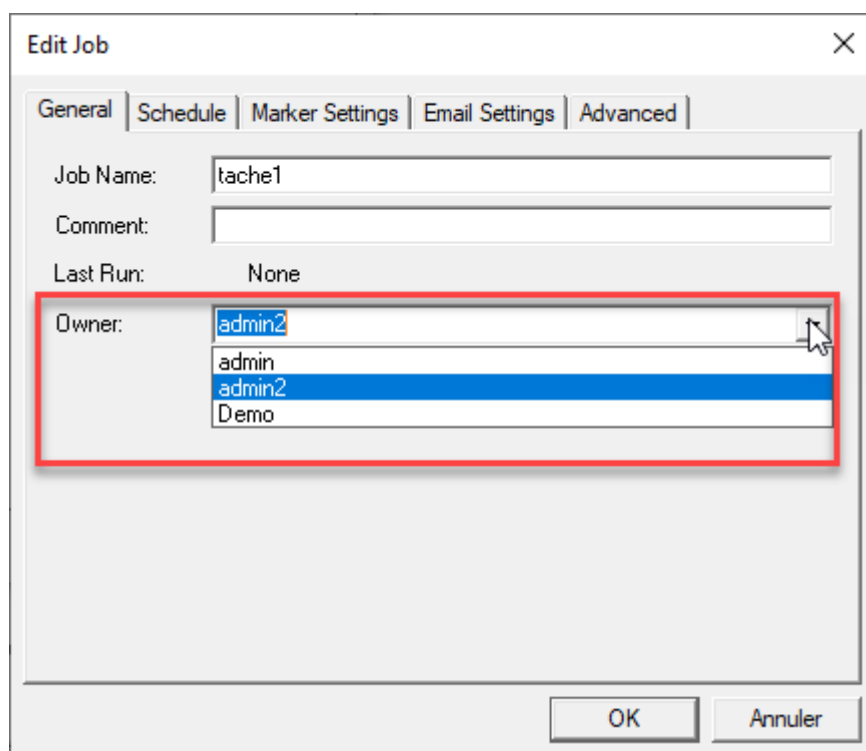 Edit Job
General Schedule Marker Settings Email Settings Advanced
Job Name: tache1
Comment:
Last Run: None
Owner: admin2
admin
admin2
Demo
OK Annuler